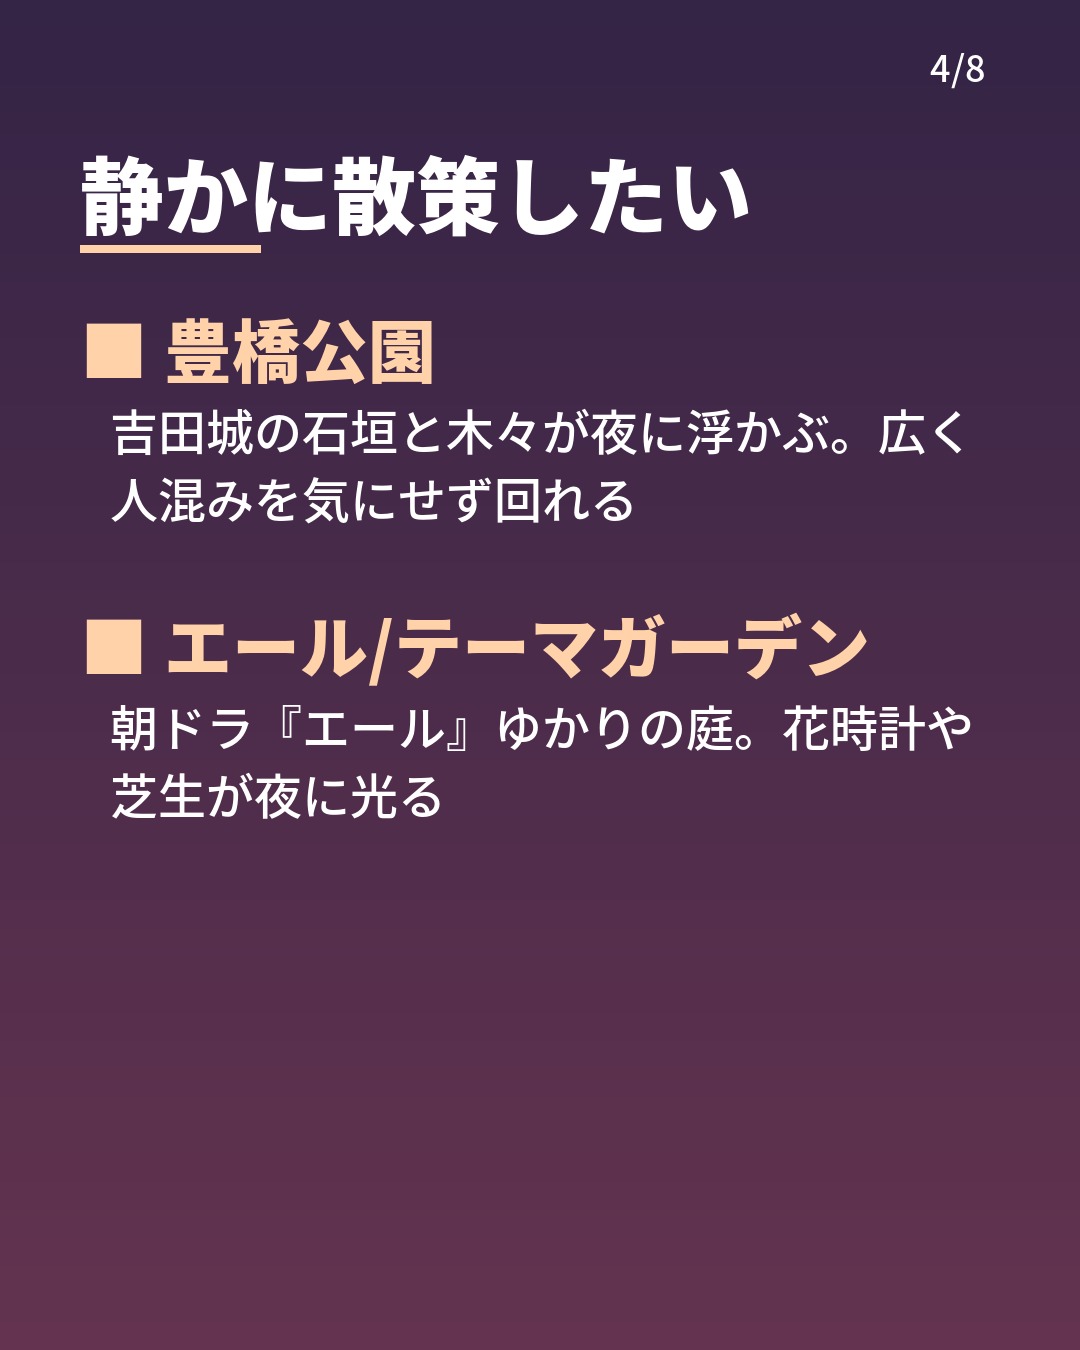 4/8
静かに散策したい
■ 豊橋公園
吉田城の石垣と木々が夜に浮かぶ。広く
人混みを気にせず回れる
■ エール/テーマガーデン
朝ドラ『エール』ゆかりの庭。花時計や
芝生が夜に光る